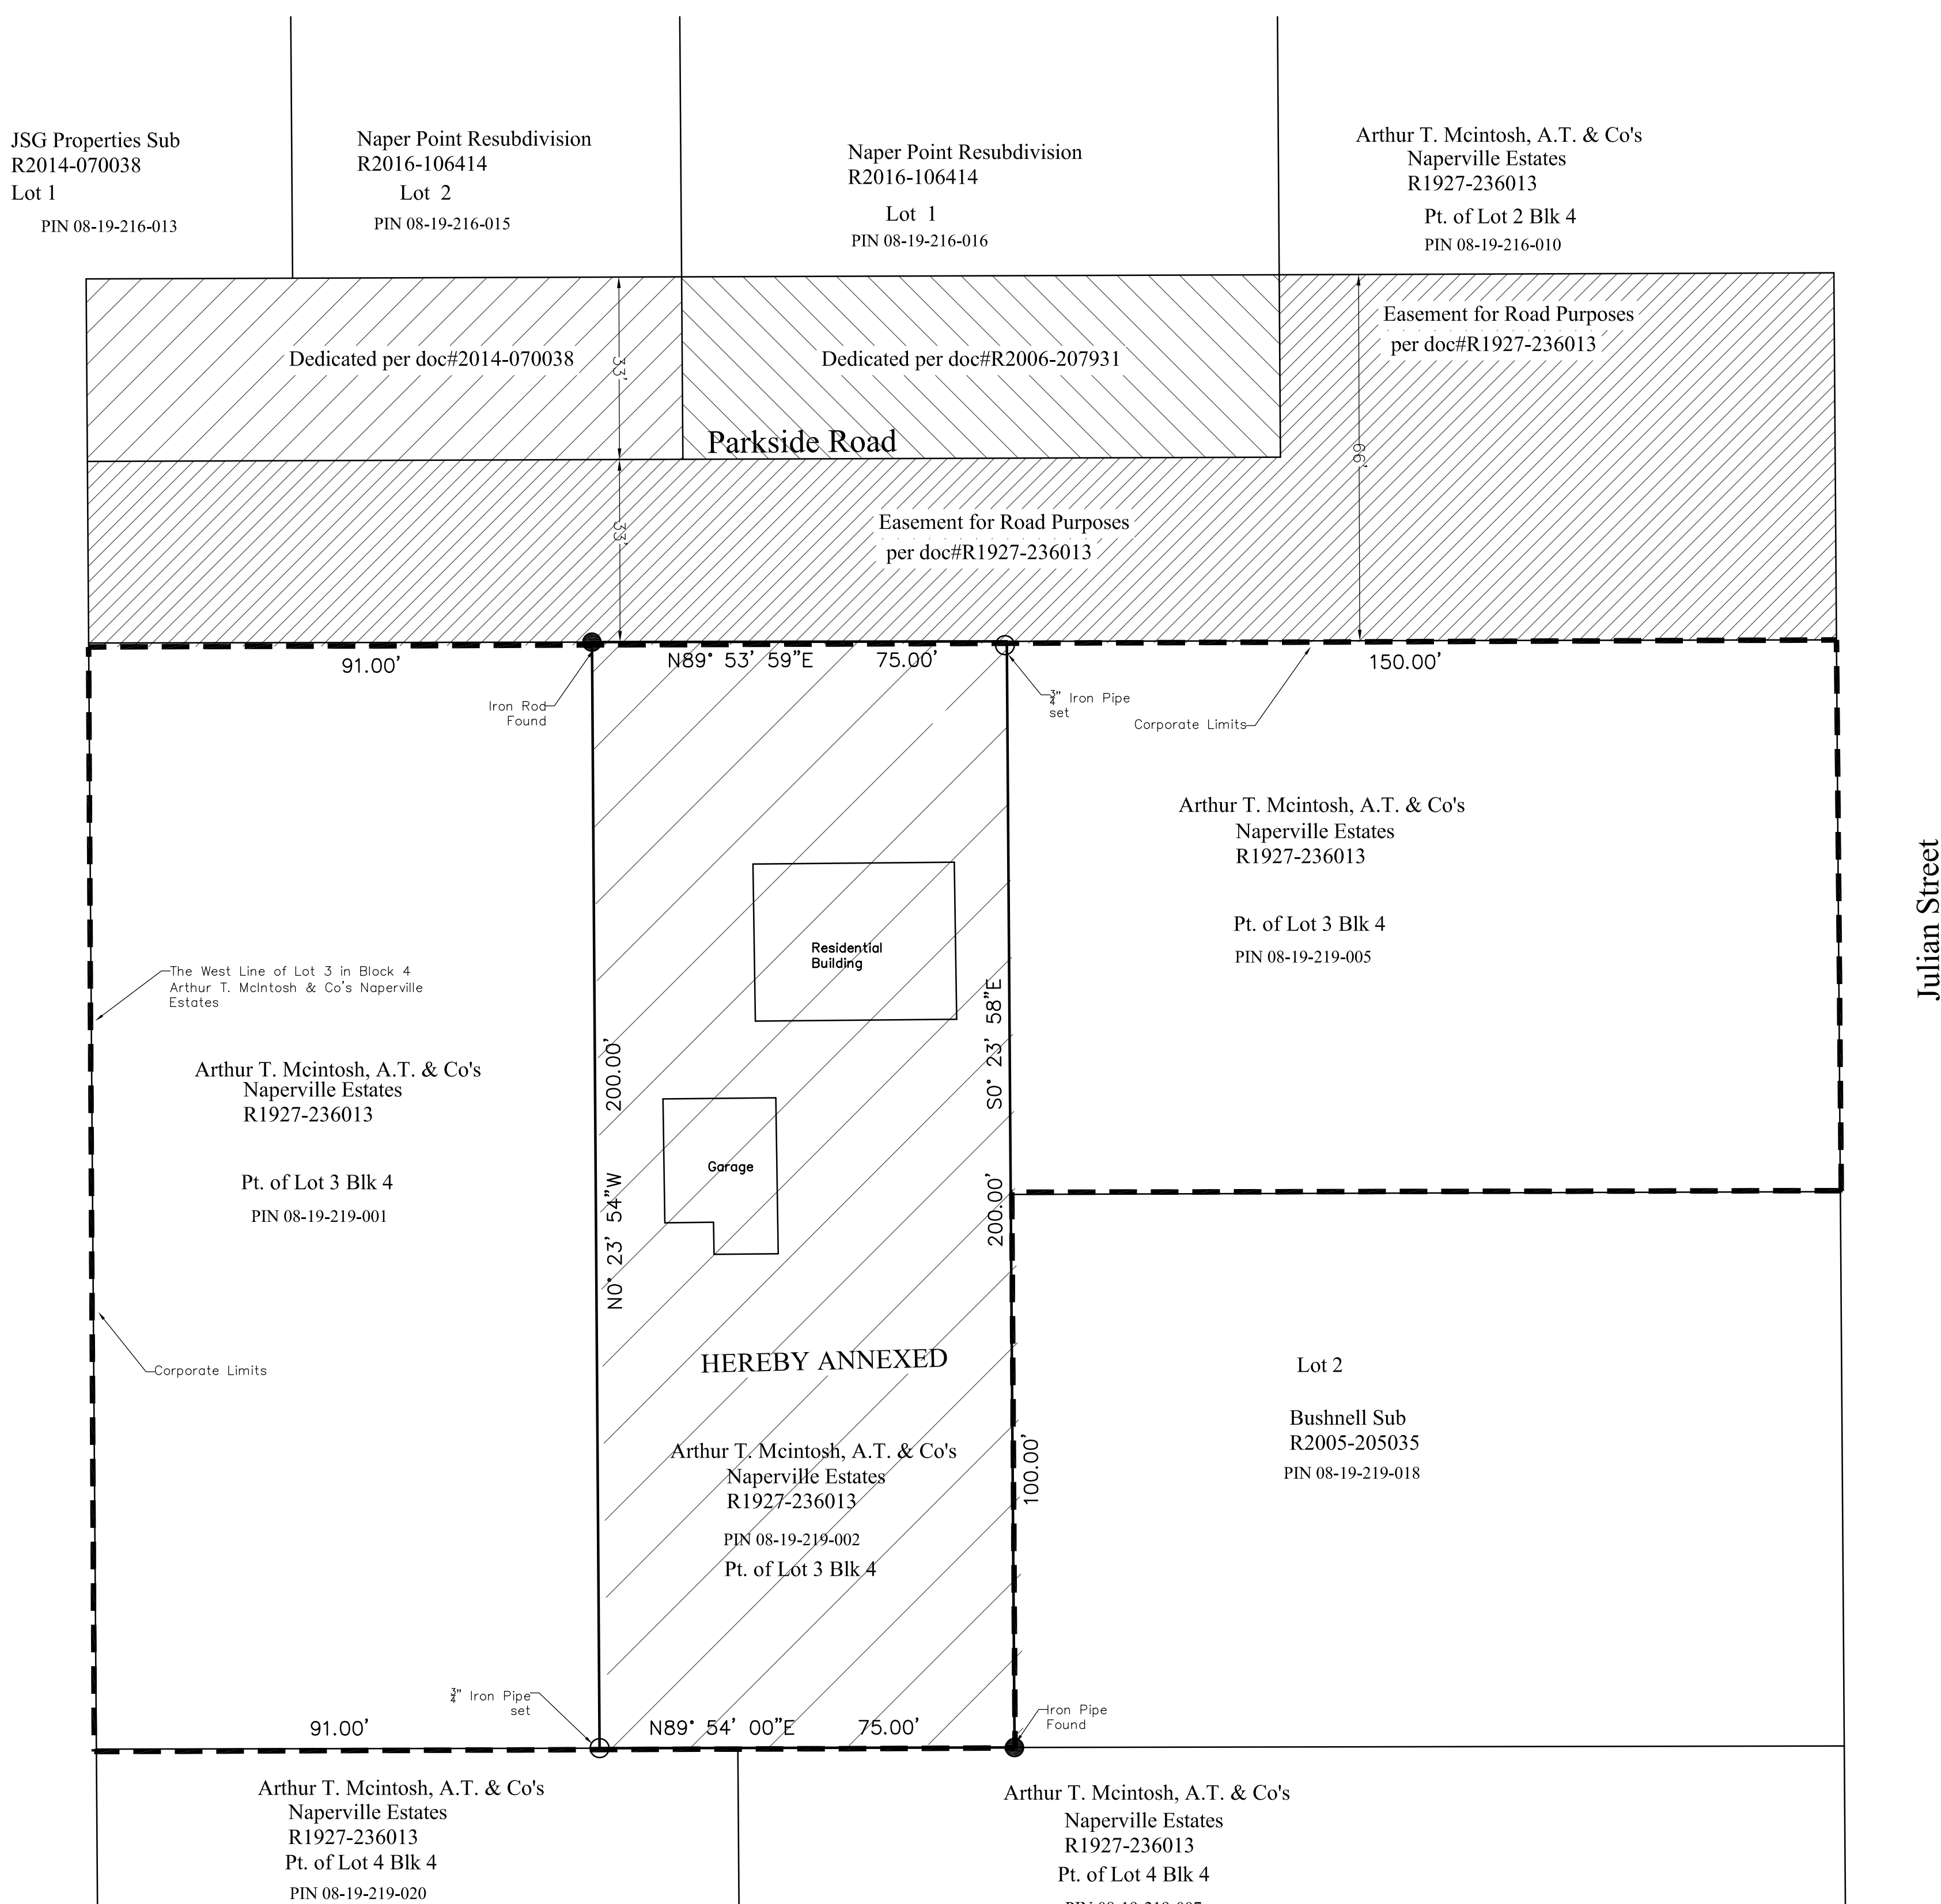 JSG Properties Sub
R2014-070038
Lot 1
PIN 08-19-216-013
Naper Point Resubdivision
R2016-106414
Lot 2
PIN 08-19-216-015
Naper Point Resubdivision
R2016-106414
Lot 1
PIN 08-19-216-016
Arthur T. Mcintosh, A.T. & Co's
Naperville Estates
R1927-236013
Pt. of Lot 2 Blk 4
PIN 08-19-216-010
Dedicated per doc#2014-070038
33'
Dedicated per doc#R2006-207931
Easement for Road Purposes
per doc#R1927-236013
Parkside Road
66'
33'
Easement for Road Purposes
per doc#R1927-236013
91.00'
N89° 53' 59"E 75.00'
150.00'
Iron Rod
Found
3/4" Iron Pipe
set
Corporate Limits
Arthur T. Mcintosh, A.T. & Co's
Naperville Estates
R1927-236013
Pt. of Lot 3 Blk 4
PIN 08-19-219-005
Julian Street
Residential
Building
The West Line of Lot 3 in Block 4
Arthur T. McIntosh & Co's Naperville
Estates
Arthur T. Mcintosh, A.T. & Co's
Naperville Estates
R1927-236013
Pt. of Lot 3 Blk 4
PIN 08-19-219-001
N0° 23' 54"W 200.00'
Garage
200.00' S0° 23' 58"E
Corporate Limits
HEREBY ANNEXED
Arthur T. Mcintosh, A.T. & Co's
Naperville Estates
R1927-236013
PIN 08-19-219-002
Pt. of Lot 3 Blk 4
100.00'
Lot 2
Bushnell Sub
R2005-205035
PIN 08-19-219-018
3/4" Iron Pipe
set
91.00'
N89° 54' 00"E 75.00'
Iron Pipe
Found
Arthur T. Mcintosh, A.T. & Co's
Naperville Estates
R1927-236013
Pt. of Lot 4 Blk 4
PIN 08-19-219-020
Arthur T. Mcintosh, A.T. & Co's
Naperville Estates
R1927-236013
Pt. of Lot 4 Blk 4